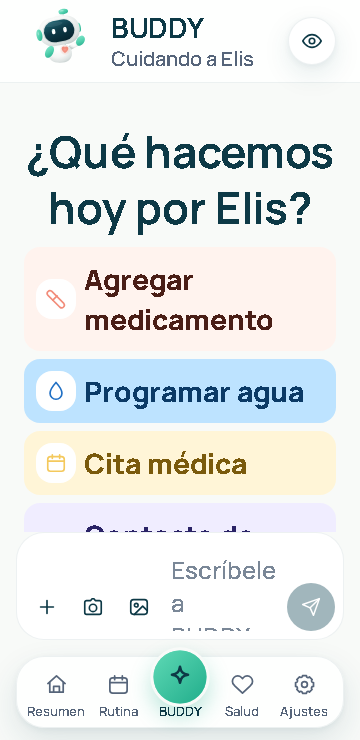 BUDDY
Cuidando a Elis
¿Qué hacemos
hoy por Elis?
Agregar
medicamento
Programar agua
Cita médica
Escríbele
a
Resumen
Rutina
BUDDY
Salud
Ajustes